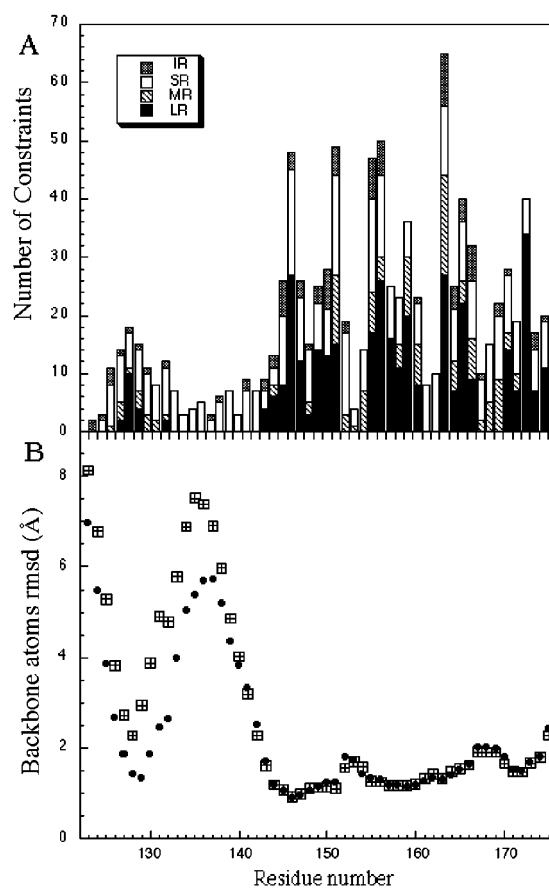 A
70
60
50
40
30
20
10
0
Number of Constraints
IR
SR
MR
LR
B
8
6
4
2
0
Backbone atoms rmsd (Å)
130 140 150 160 170
Residue number